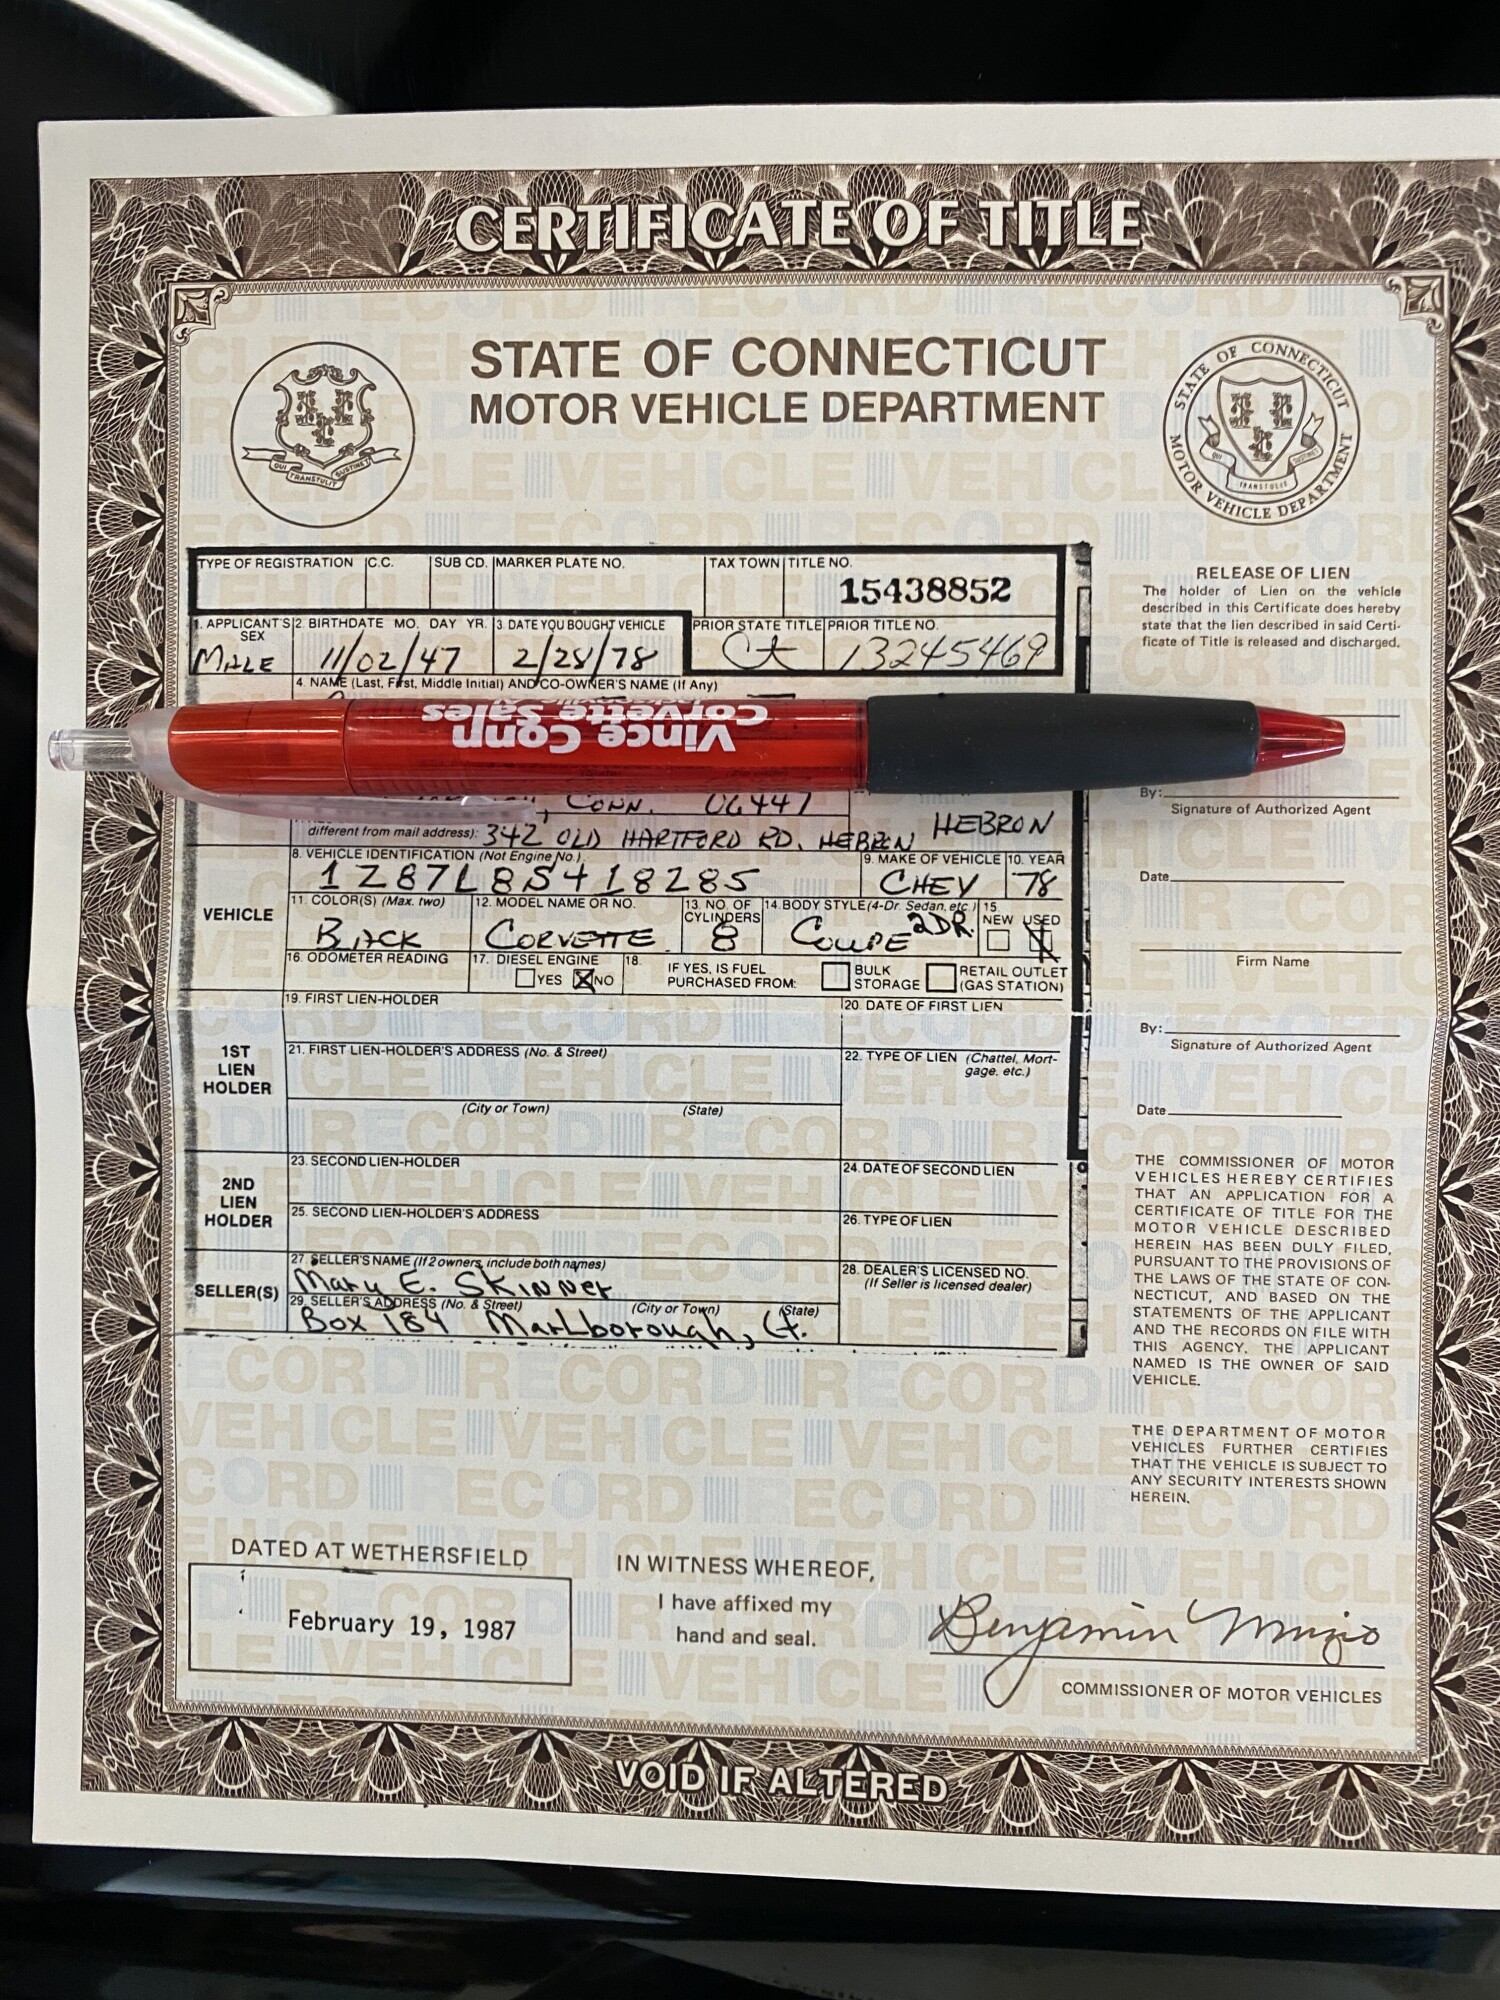 CERTIFICATE OF TITLE
STATE OF CONNECTICUT
MOTOR VEHICLE DEPARTMENT
QUI TRANSTULIT SUSTINET
STATE OF CONNECTICUT MOTOR VEHICLE DEPARTMENT
QUI TRANSTULIT SUSTINET
TYPE OF REGISTRATION C.C. SUB CD. MARKER PLATE NO. TAX TOWN TITLE NO.
15438852
1. APPLICANT'S SEX 2. BIRTHDATE MO. DAY YR. 3. DATE YOU BOUGHT VEHICLE PRIOR STATE TITLE PRIOR TITLE NO.
MALE 11/02/47 2/28/78 Ct 13245469
4. NAME (Last, First, Middle Initial) AND CO-OWNER'S NAME (If Any)
Vince Conn
Corvette Sales
, CONN. 06447
different from mail address): 342 OLD HARTFORD RD. HEBRON HEBRON
VEHICLE
8. VEHICLE IDENTIFICATION (Not Engine No.) 9. MAKE OF VEHICLE 10. YEAR
1Z87L8S418285 CHEV 78
11. COLOR(S) (Max. two) 12. MODEL NAME OR NO. 13. NO. OF CYLINDERS 14. BODY STYLE (4-Dr. Sedan, etc.) 15 NEW USED
BLACK CORVETTE 8 COUPE 2DR.
16. ODOMETER READING 17. DIESEL ENGINE YES NO 18. IF YES, IS FUEL PURCHASED FROM: BULK STORAGE RETAIL OUTLET (GAS STATION)
1ST LIEN HOLDER
19. FIRST LIEN-HOLDER 20. DATE OF FIRST LIEN
21. FIRST LIEN-HOLDER'S ADDRESS (No. & Street) 22. TYPE OF LIEN (Chattel, Mortgage, etc.)
(City or Town) (State)
2ND LIEN HOLDER
23. SECOND LIEN-HOLDER 24. DATE OF SECOND LIEN
25. SECOND LIEN-HOLDER'S ADDRESS 26. TYPE OF LIEN
SELLER(S)
27. SELLER'S NAME (If 2 owners, include both names) 28. DEALER'S LICENSED NO. (If Seller is licensed dealer)
Mary E. Skinner
29. SELLER'S ADDRESS (No. & Street) (City or Town) (State)
Box 184 Marlborough, Ct.
RELEASE OF LIEN
The holder of Lien on the vehicle
described in this Certificate does hereby
state that the lien described in said Certi-
ficate of Title is released and discharged.
By:
Signature of Authorized Agent
Date
Firm Name
By:
Signature of Authorized Agent
Date
THE COMMISSIONER OF MOTOR
VEHICLES HEREBY CERTIFIES
THAT AN APPLICATION FOR A
CERTIFICATE OF TITLE FOR THE
MOTOR VEHICLE DESCRIBED
HEREIN HAS BEEN DULY FILED,
PURSUANT TO THE PROVISIONS OF
THE LAWS OF THE STATE OF CON-
NECTICUT, AND BASED ON THE
STATEMENTS OF THE APPLICANT
AND THE RECORDS ON FILE WITH
THIS AGENCY, THE APPLICANT
NAMED IS THE OWNER OF SAID
VEHICLE.
THE DEPARTMENT OF MOTOR
VEHICLES FURTHER CERTIFIES
THAT THE VEHICLE IS SUBJECT TO
ANY SECURITY INTERESTS SHOWN
HEREIN.
DATED AT WETHERSFIELD
February 19, 1987
IN WITNESS WHEREOF,
I have affixed my
hand and seal.
Benjamin Muzio
COMMISSIONER OF MOTOR VEHICLES
VOID IF ALTERED